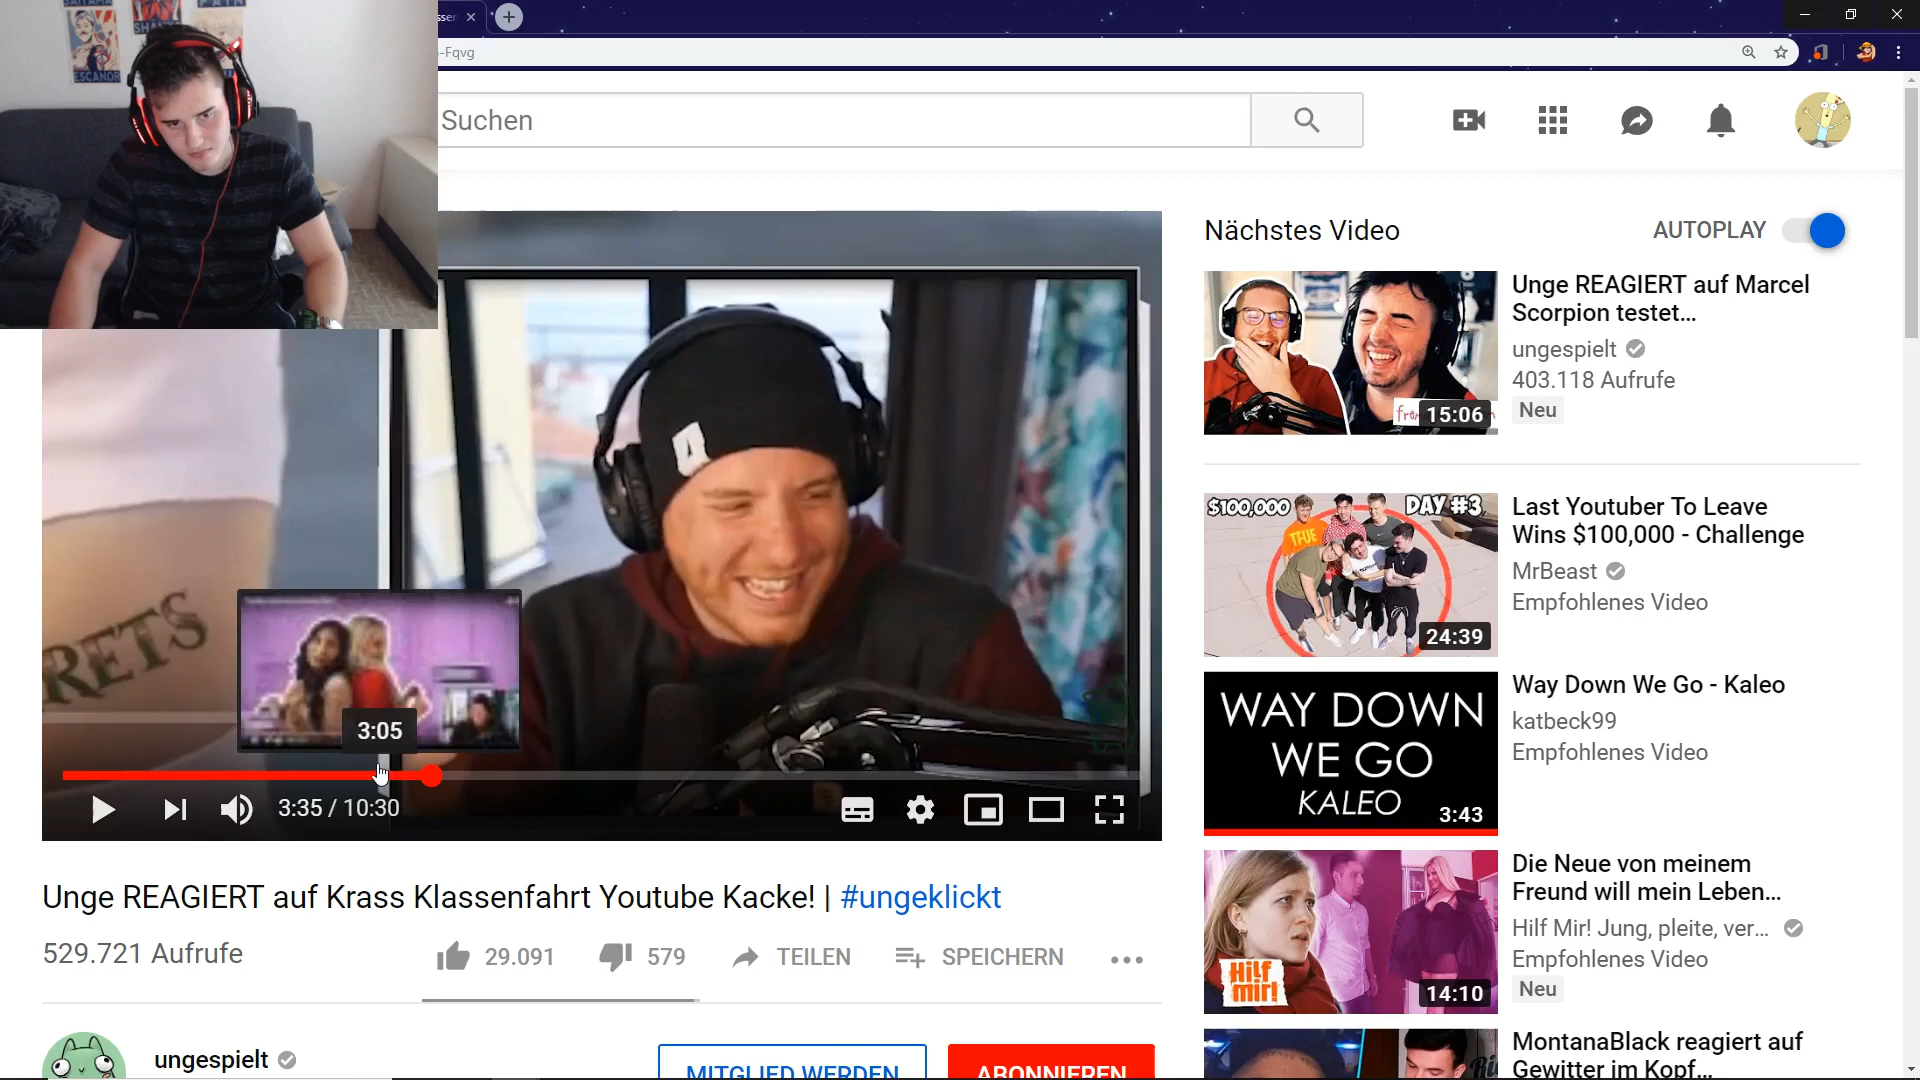 ESCANOR
-Fqvg
Suchen
RETS
3:05
3:35 / 10:30
Unge REAGIERT auf Krass Klassenfahrt Youtube Kacke! | #ungeklickt
529.721 Aufrufe
29.091
579
TEILEN
SPEICHERN
ungespielt
MITGLIED WERDEN
ABONNIEREN
Nächstes Video
AUTOPLAY
15:06
Unge REAGIERT auf Marcel
Scorpion testet...
ungespielt
403.118 Aufrufe
Neu
$100,000
DAY #3
TFUE
24:39
Last Youtuber To Leave
Wins $100,000 - Challenge
MrBeast
Empfohlenes Video
WAY DOWN
WE GO
KALEO
3:43
Way Down We Go - Kaleo
katbeck99
Empfohlenes Video
Hilf
mir!
14:10
Die Neue von meinem
Freund will mein Leben...
Hilf Mir! Jung, pleite, ver...
Empfohlenes Video
Neu
MontanaBlack reagiert auf
Gewitter im Kopf...